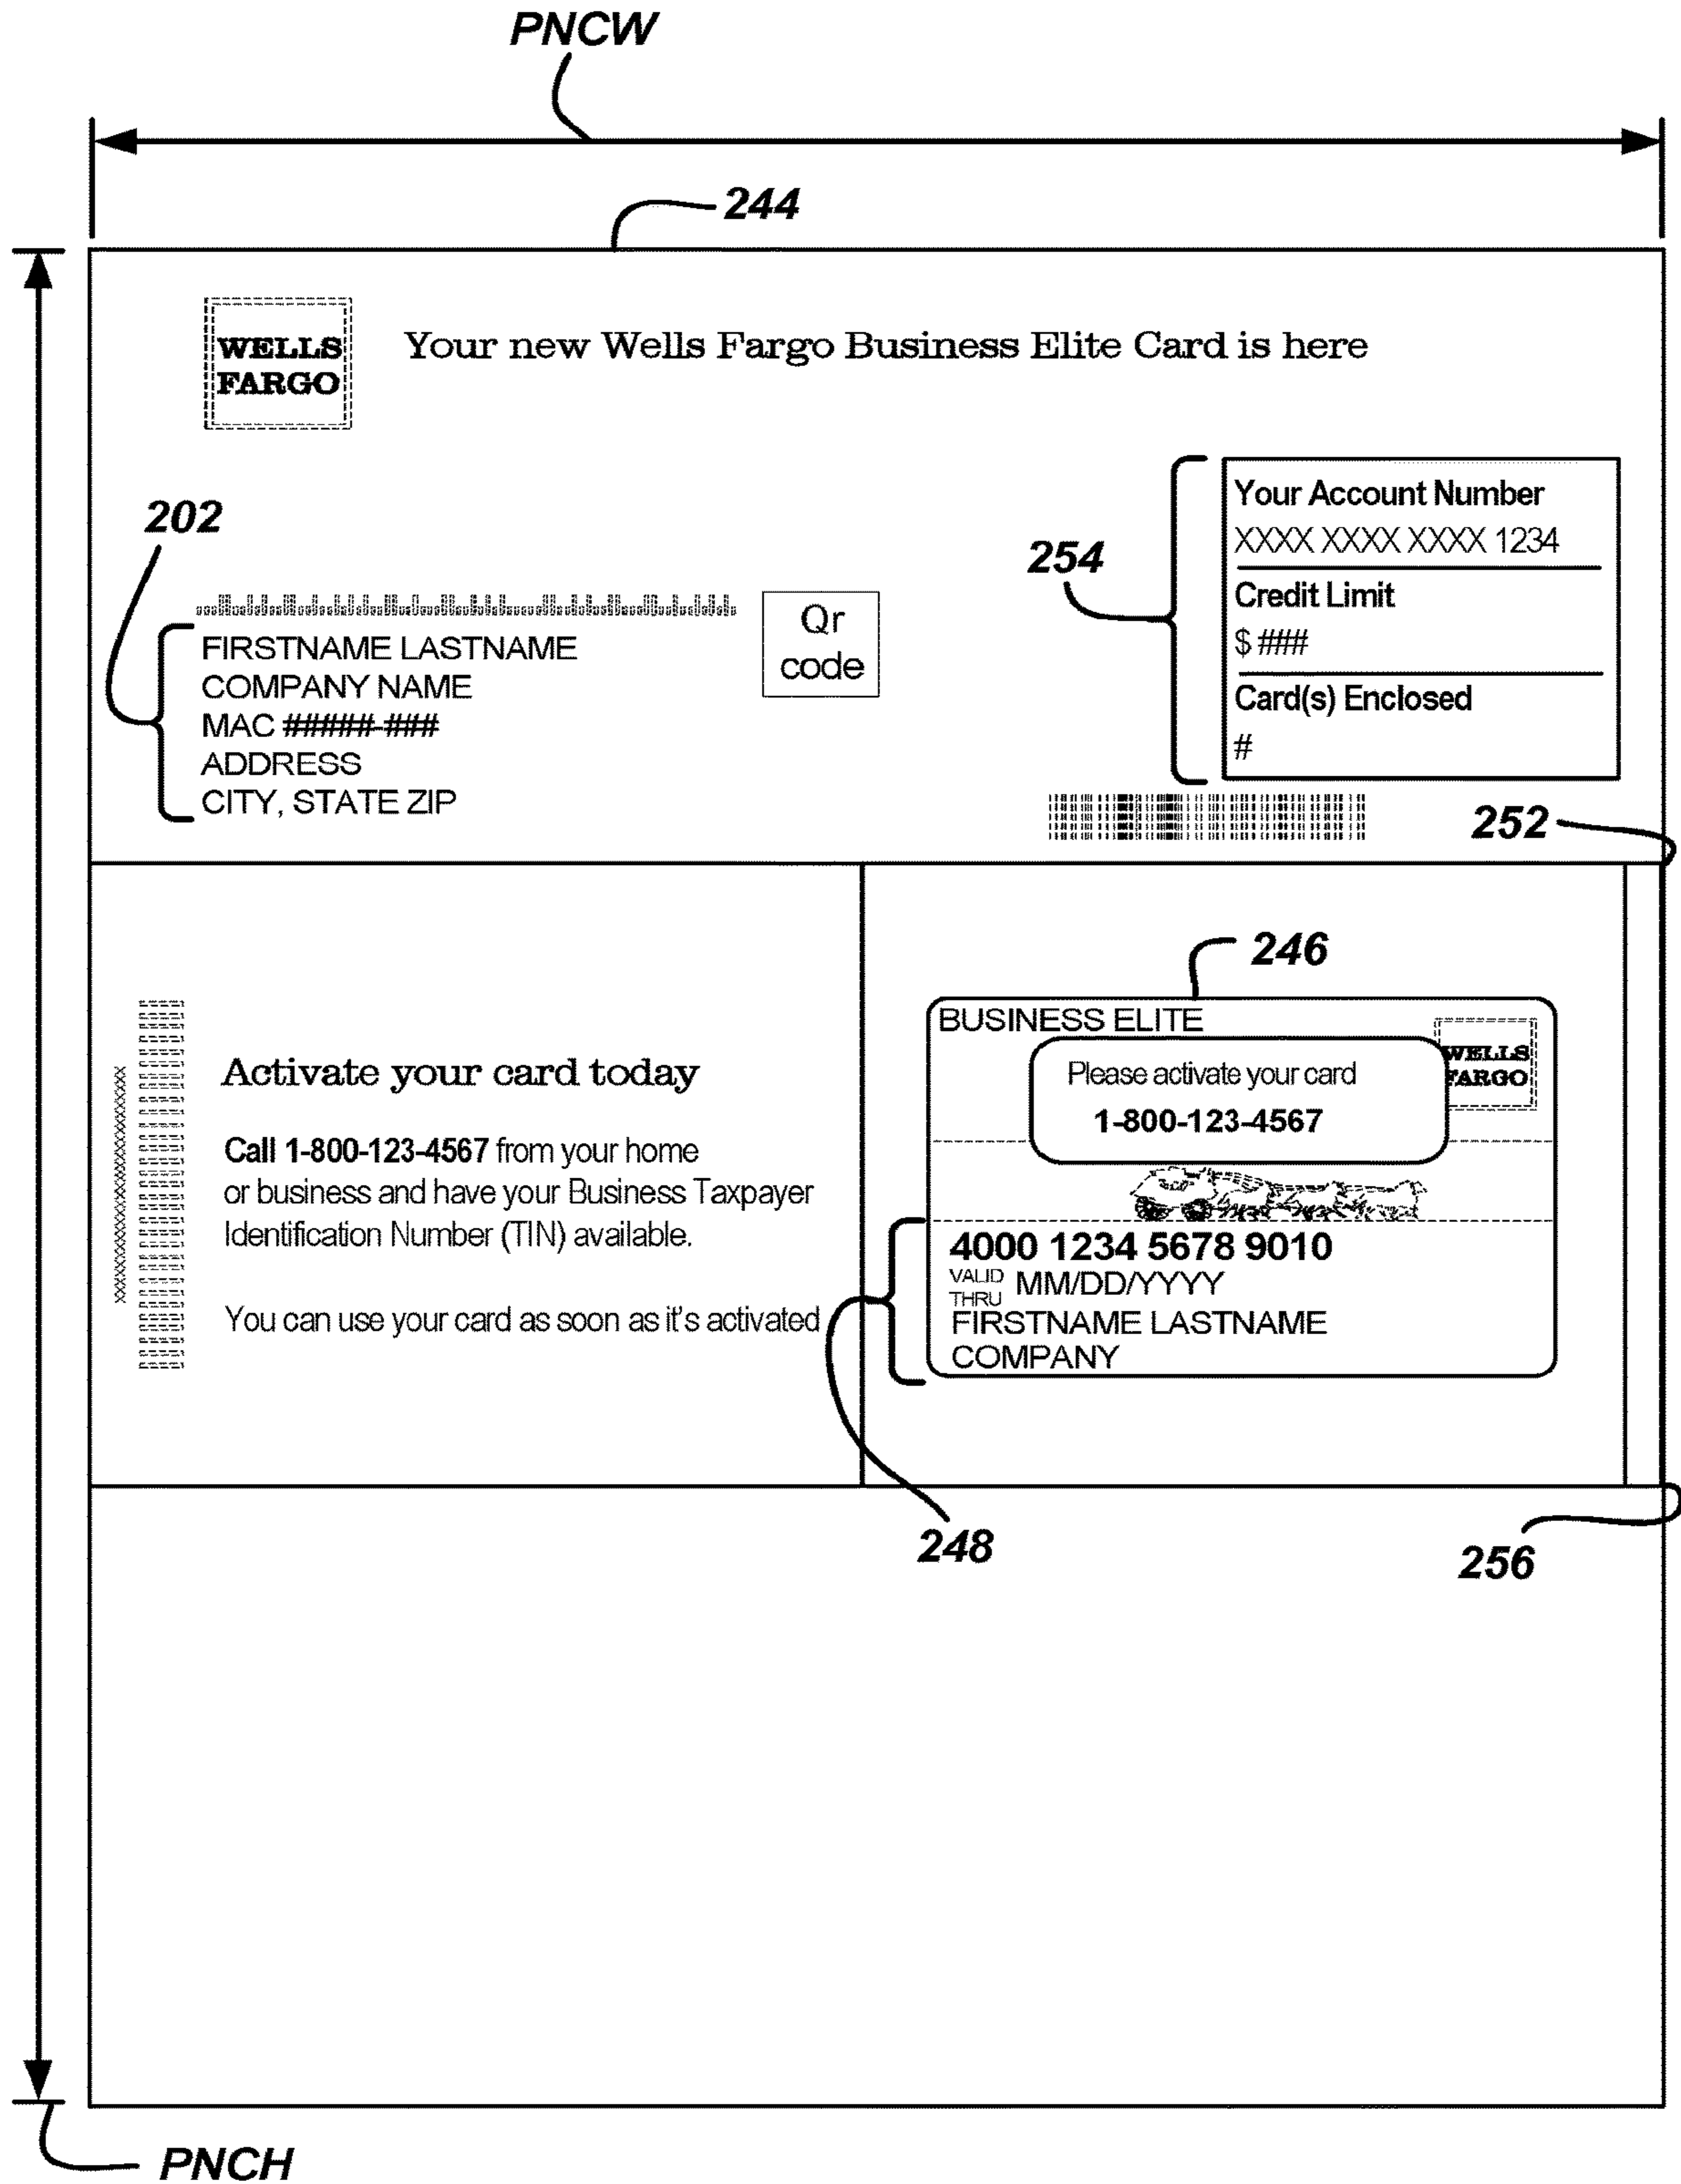 PNCW
244
WELLS
FARGO
Your new Wells Fargo Business Elite Card is here
202
FIRSTNAME LASTNAME
COMPANY NAME
MAC #####-###
ADDRESS
CITY, STATE ZIP
Qr
code
254
Your Account Number
XXXX XXXX XXXX 1234
Credit Limit
$ ###
Card(s) Enclosed
#
252
XXXXXXXXXXXXXXXXXXXXXXXX
Activate your card today
Call 1-800-123-4567 from your home
or business and have your Business Taxpayer
Identification Number (TIN) available.
You can use your card as soon as it's activated
246
BUSINESS ELITE
WELLS
FARGO
Please activate your card
1-800-123-4567
4000 1234 5678 9010
VALID
THRU MM/DD/YYYY
FIRSTNAME LASTNAME
COMPANY
248
256
PNCH